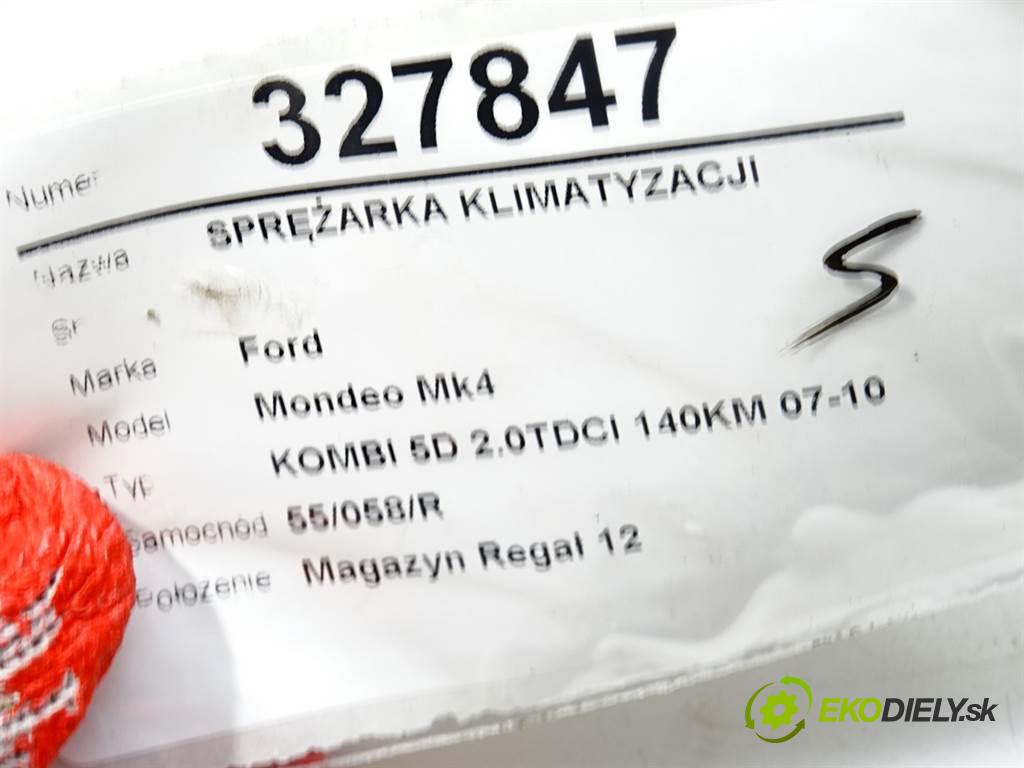 Numer 327847
Nazwa SPRĘŻARKA KLIMATYZACJI
Sr
Marka Ford
Model Mondeo Mk4
Typ KOMBI 5D 2.0TDCI 140KM 07-10
Samochód 55/058/R
Położenie Magazyn Regał 12
S
EKODIELY.sk